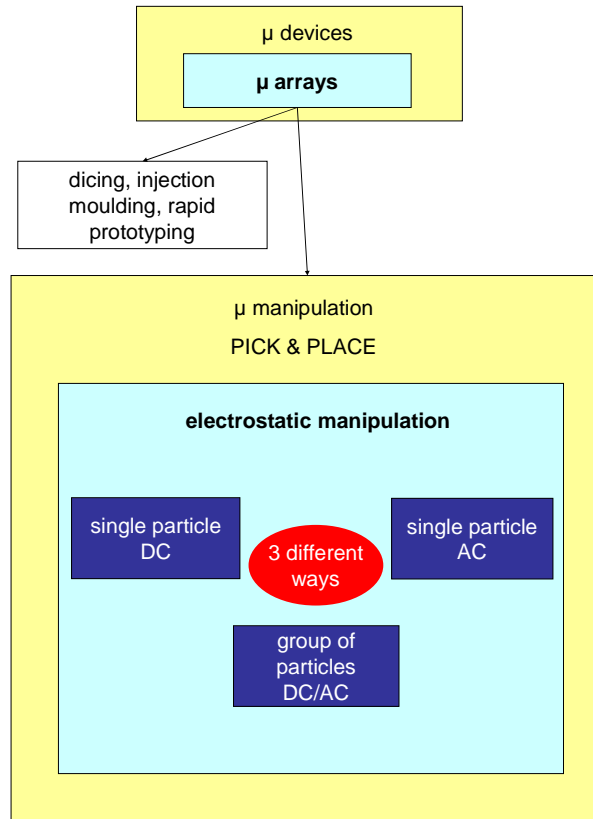 µ devices
µ arrays
dicing, injection
moulding, rapid
prototyping
µ manipulation
PICK & PLACE
electrostatic manipulation
single particle
DC
3 different
ways
single particle
AC
group of
particles
DC/AC